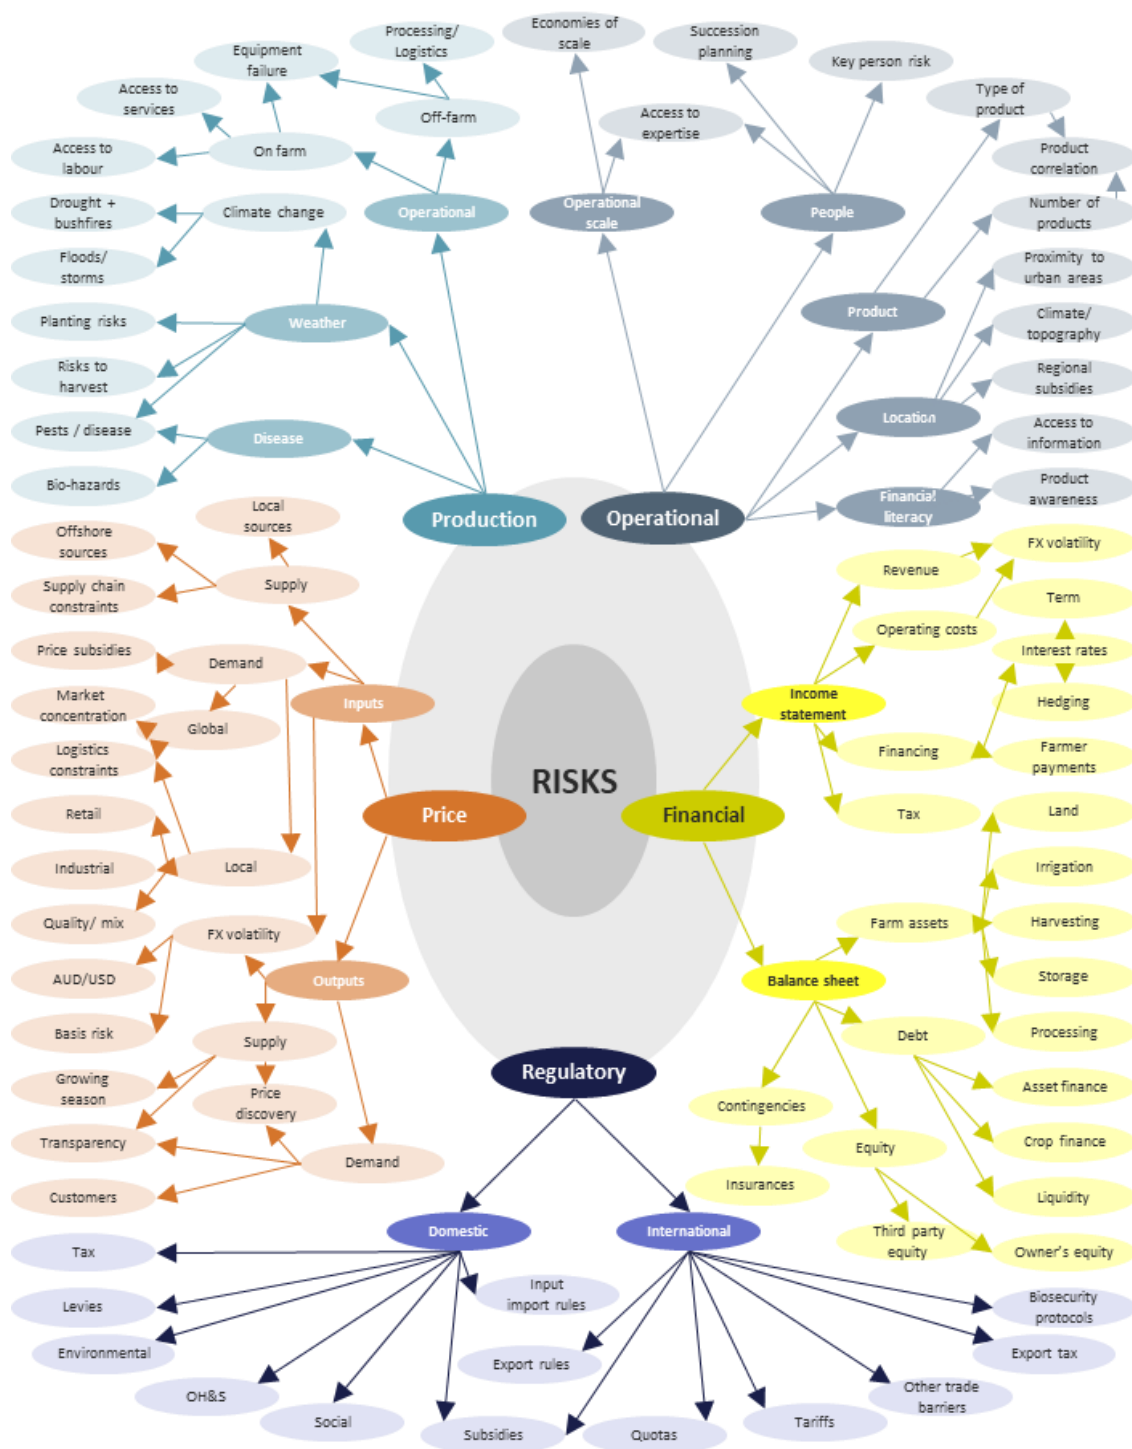 Processing/
Logistics
Equipment
failure
Access to
services
Off-farm
Access to
labour
On farm
Drought +
bushfires
Climate change
Operational
Floods/
storms
Planting risks
Weather
Risks to
harvest
Pests / disease
Disease
Bio-hazards
Production
Economies of
scale
Succession
planning
Key person risk
Type of
product
Access to
expertise
Product
correlation
Operational
scale
People
Number of
products
Proximity to
urban areas
Product
Climate/
topography
Regional
subsidies
Location
Access to
information
Financial
literacy
Product
awareness
Operational
Local
sources
Offshore
sources
Supply
Supply chain
constraints
Price subsidies
Demand
Market
concentration
Inputs
Global
Logistics
constraints
Retail
Price
Industrial
Local
Quality/ mix
FX volatility
AUD/USD
Outputs
Basis risk
Supply
Growing
season
Price
discovery
Transparency
Demand
Customers
RISKS
FX volatility
Revenue
Term
Operating costs
Interest rates
Income
statement
Hedging
Financing
Farmer
payments
Financial
Tax
Land
Irrigation
Farm assets
Harvesting
Balance sheet
Storage
Debt
Processing
Asset finance
Contingencies
Crop finance
Equity
Insurances
Liquidity
Third party
equity
Owner's equity
Regulatory
Domestic
International
Tax
Input
import rules
Levies
Biosecurity
protocols
Environmental
Export rules
Export tax
OH&S
Other trade
barriers
Social
Subsidies
Quotas
Tariffs